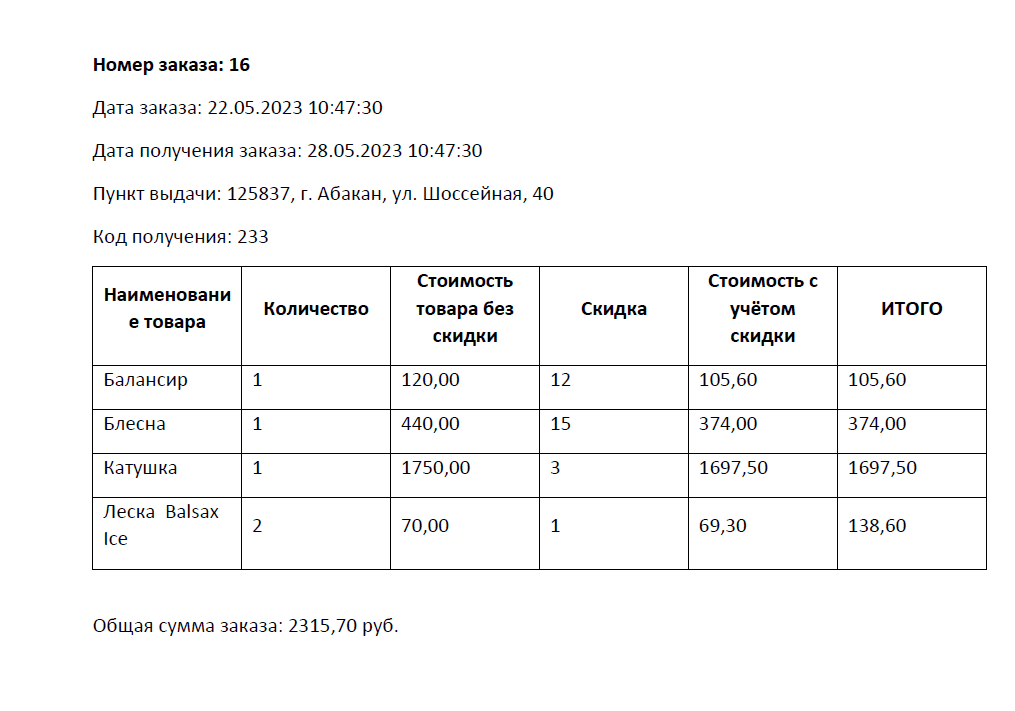 Номер заказа: 16
Дата заказа: 22.05.2023 10:47:30
Дата получения заказа: 28.05.2023 10:47:30
Пункт выдачи: 125837, г. Абакан, ул. Шоссейная, 40
Код получения: 233
Наименовани
е товара
Количество
Стоимость
товара без
скидки
Скидка
Стоимость с
учётом
скидки
ИТОГО
Балансир 1 120,00 12 105,60 105,60
Блесна 1 440,00 15 374,00 374,00
Катушка 1 1750,00 3 1697,50 1697,50
Леска Balsax
Ice
2 70,00 1 69,30 138,60
Общая сумма заказа: 2315,70 руб.